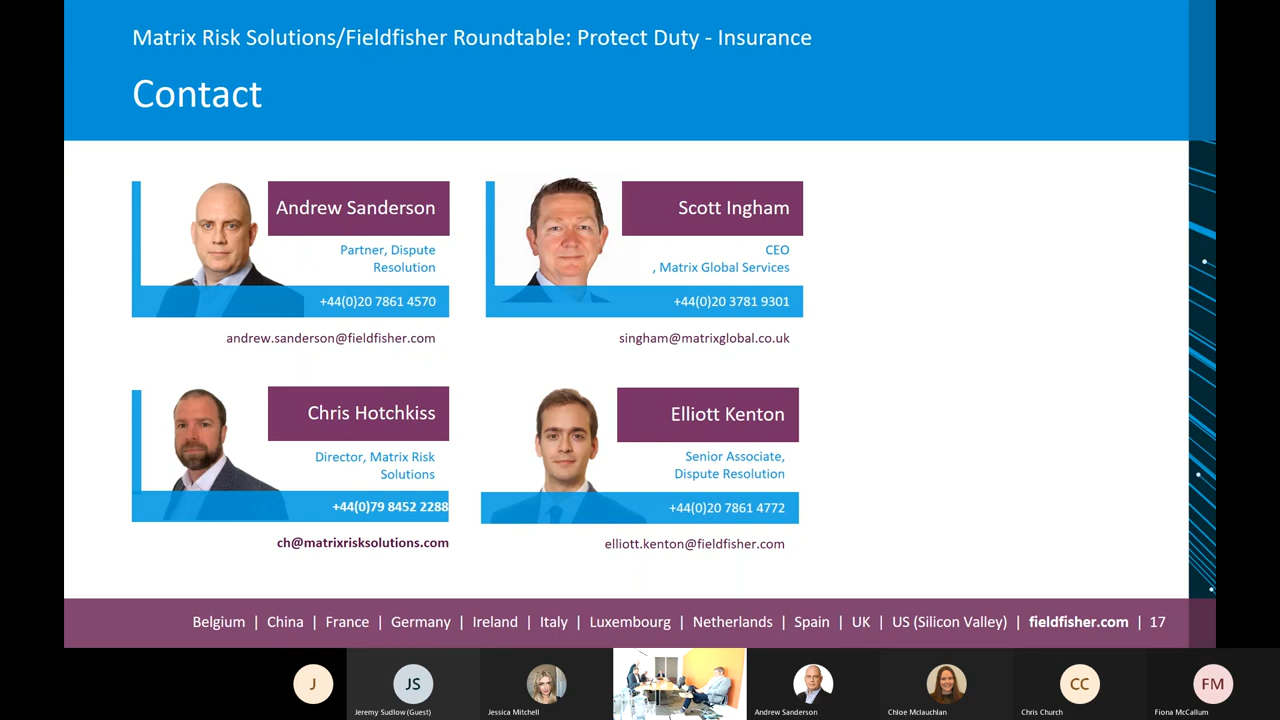 Matrix Risk Solutions/Fieldfisher Roundtable: Protect Duty - Insurance
Contact
Andrew Sanderson
Partner, Dispute
Resolution
+44(0)20 7861 4570
andrew.sanderson@fieldfisher.com
Scott Ingham
CEO
, Matrix Global Services
+44(0)20 3781 9301
singham@matrixglobal.co.uk
Chris Hotchkiss
Director, Matrix Risk
Solutions
+44(0)79 8452 2288
ch@matrixrisksolutions.com
Elliott Kenton
Senior Associate,
Dispute Resolution
+44(0)20 7861 4772
elliott.kenton@fieldfisher.com
Belgium | China | France | Germany | Ireland | Italy | Luxembourg | Netherlands | Spain | UK | US (Silicon Valley) | fieldfisher.com | 17
J
JS
CC
FM
Jeremy Sudlow (Guest)
Jessica Mitchell
Andrew Sanderson
Chloe Mclauchlan
Chris Church
Fiona McCallum